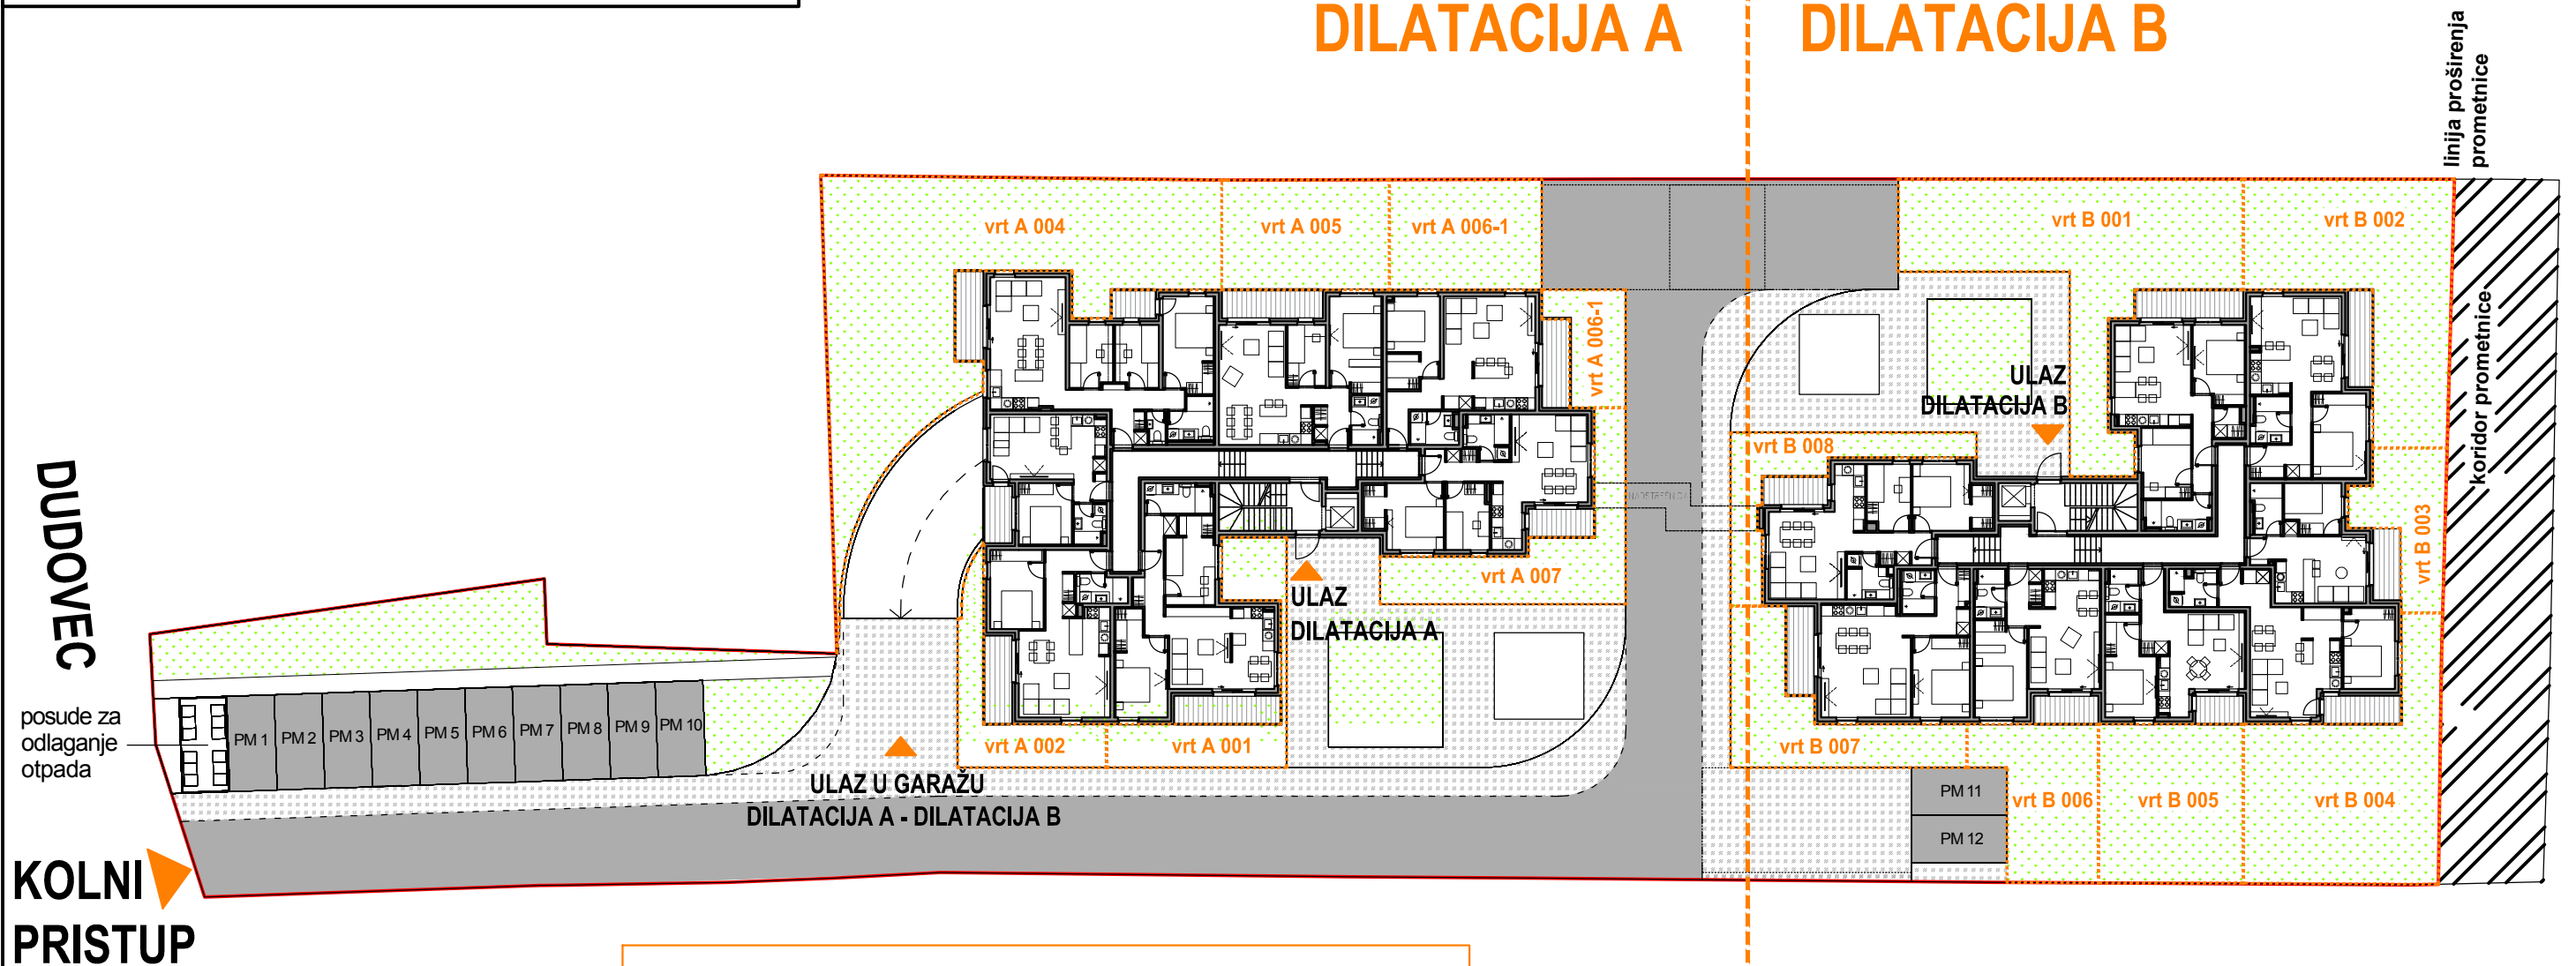 DILATACIJA A
DILATACIJA B
linija proširenja
prometnice
vrt A 004
vrt A 005
vrt A 006-1
vrt B 001
vrt B 002
vrt A 006-1
koridor prometnice
ULAZ
DILATACIJA B
vrt B 008
DUDOVEC
NADSTREŠNICA
vrt B 003
vrt A 007
ULAZ
DILATACIJA A
posude za
odlaganje
otpada
PM 1
PM 2
PM 3
PM 4
PM 5
PM 6
PM 7
PM 8
PM 9
PM 10
vrt A 002
vrt A 001
vrt B 007
ULAZ U GARAŽU
DILATACIJA A - DILATACIJA B
PM 11
PM 12
vrt B 006
vrt B 005
vrt B 004
KOLNI
PRISTUP